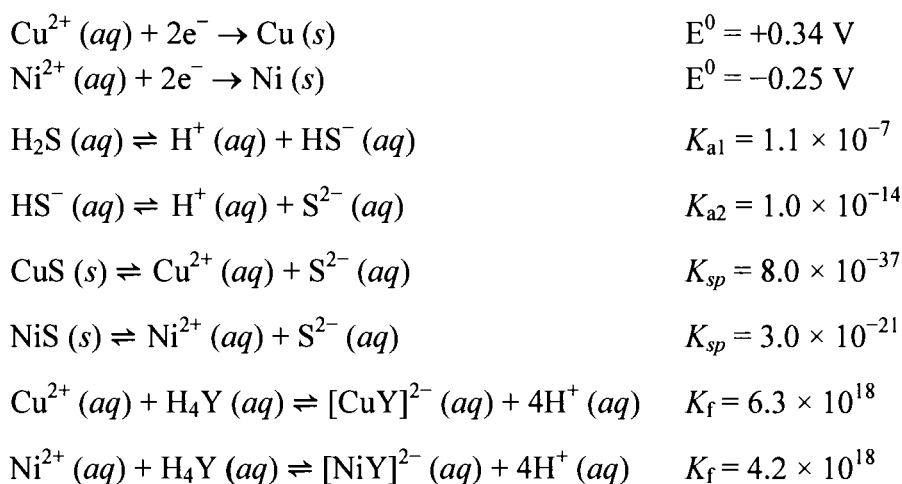 Cu²⁺ (aq) + 2e⁻ → Cu (s) E⁰ = +0.34 V
Ni²⁺ (aq) + 2e⁻ → Ni (s) E⁰ = −0.25 V
H₂S (aq) ⇌ H⁺ (aq) + HS⁻ (aq) Kₐ₁ = 1.1 × 10⁻⁷
HS⁻ (aq) ⇌ H⁺ (aq) + S²⁻ (aq) Kₐ₂ = 1.0 × 10⁻¹⁴
CuS (s) ⇌ Cu²⁺ (aq) + S²⁻ (aq) Ksp = 8.0 × 10⁻³⁷
NiS (s) ⇌ Ni²⁺ (aq) + S²⁻ (aq) Ksp = 3.0 × 10⁻²¹
Cu²⁺ (aq) + H₄Y (aq) ⇌ [CuY]²⁻ (aq) + 4H⁺ (aq) Kf = 6.3 × 10¹⁸
Ni²⁺ (aq) + H₄Y (aq) ⇌ [NiY]²⁻ (aq) + 4H⁺ (aq) Kf = 4.2 × 10¹⁸